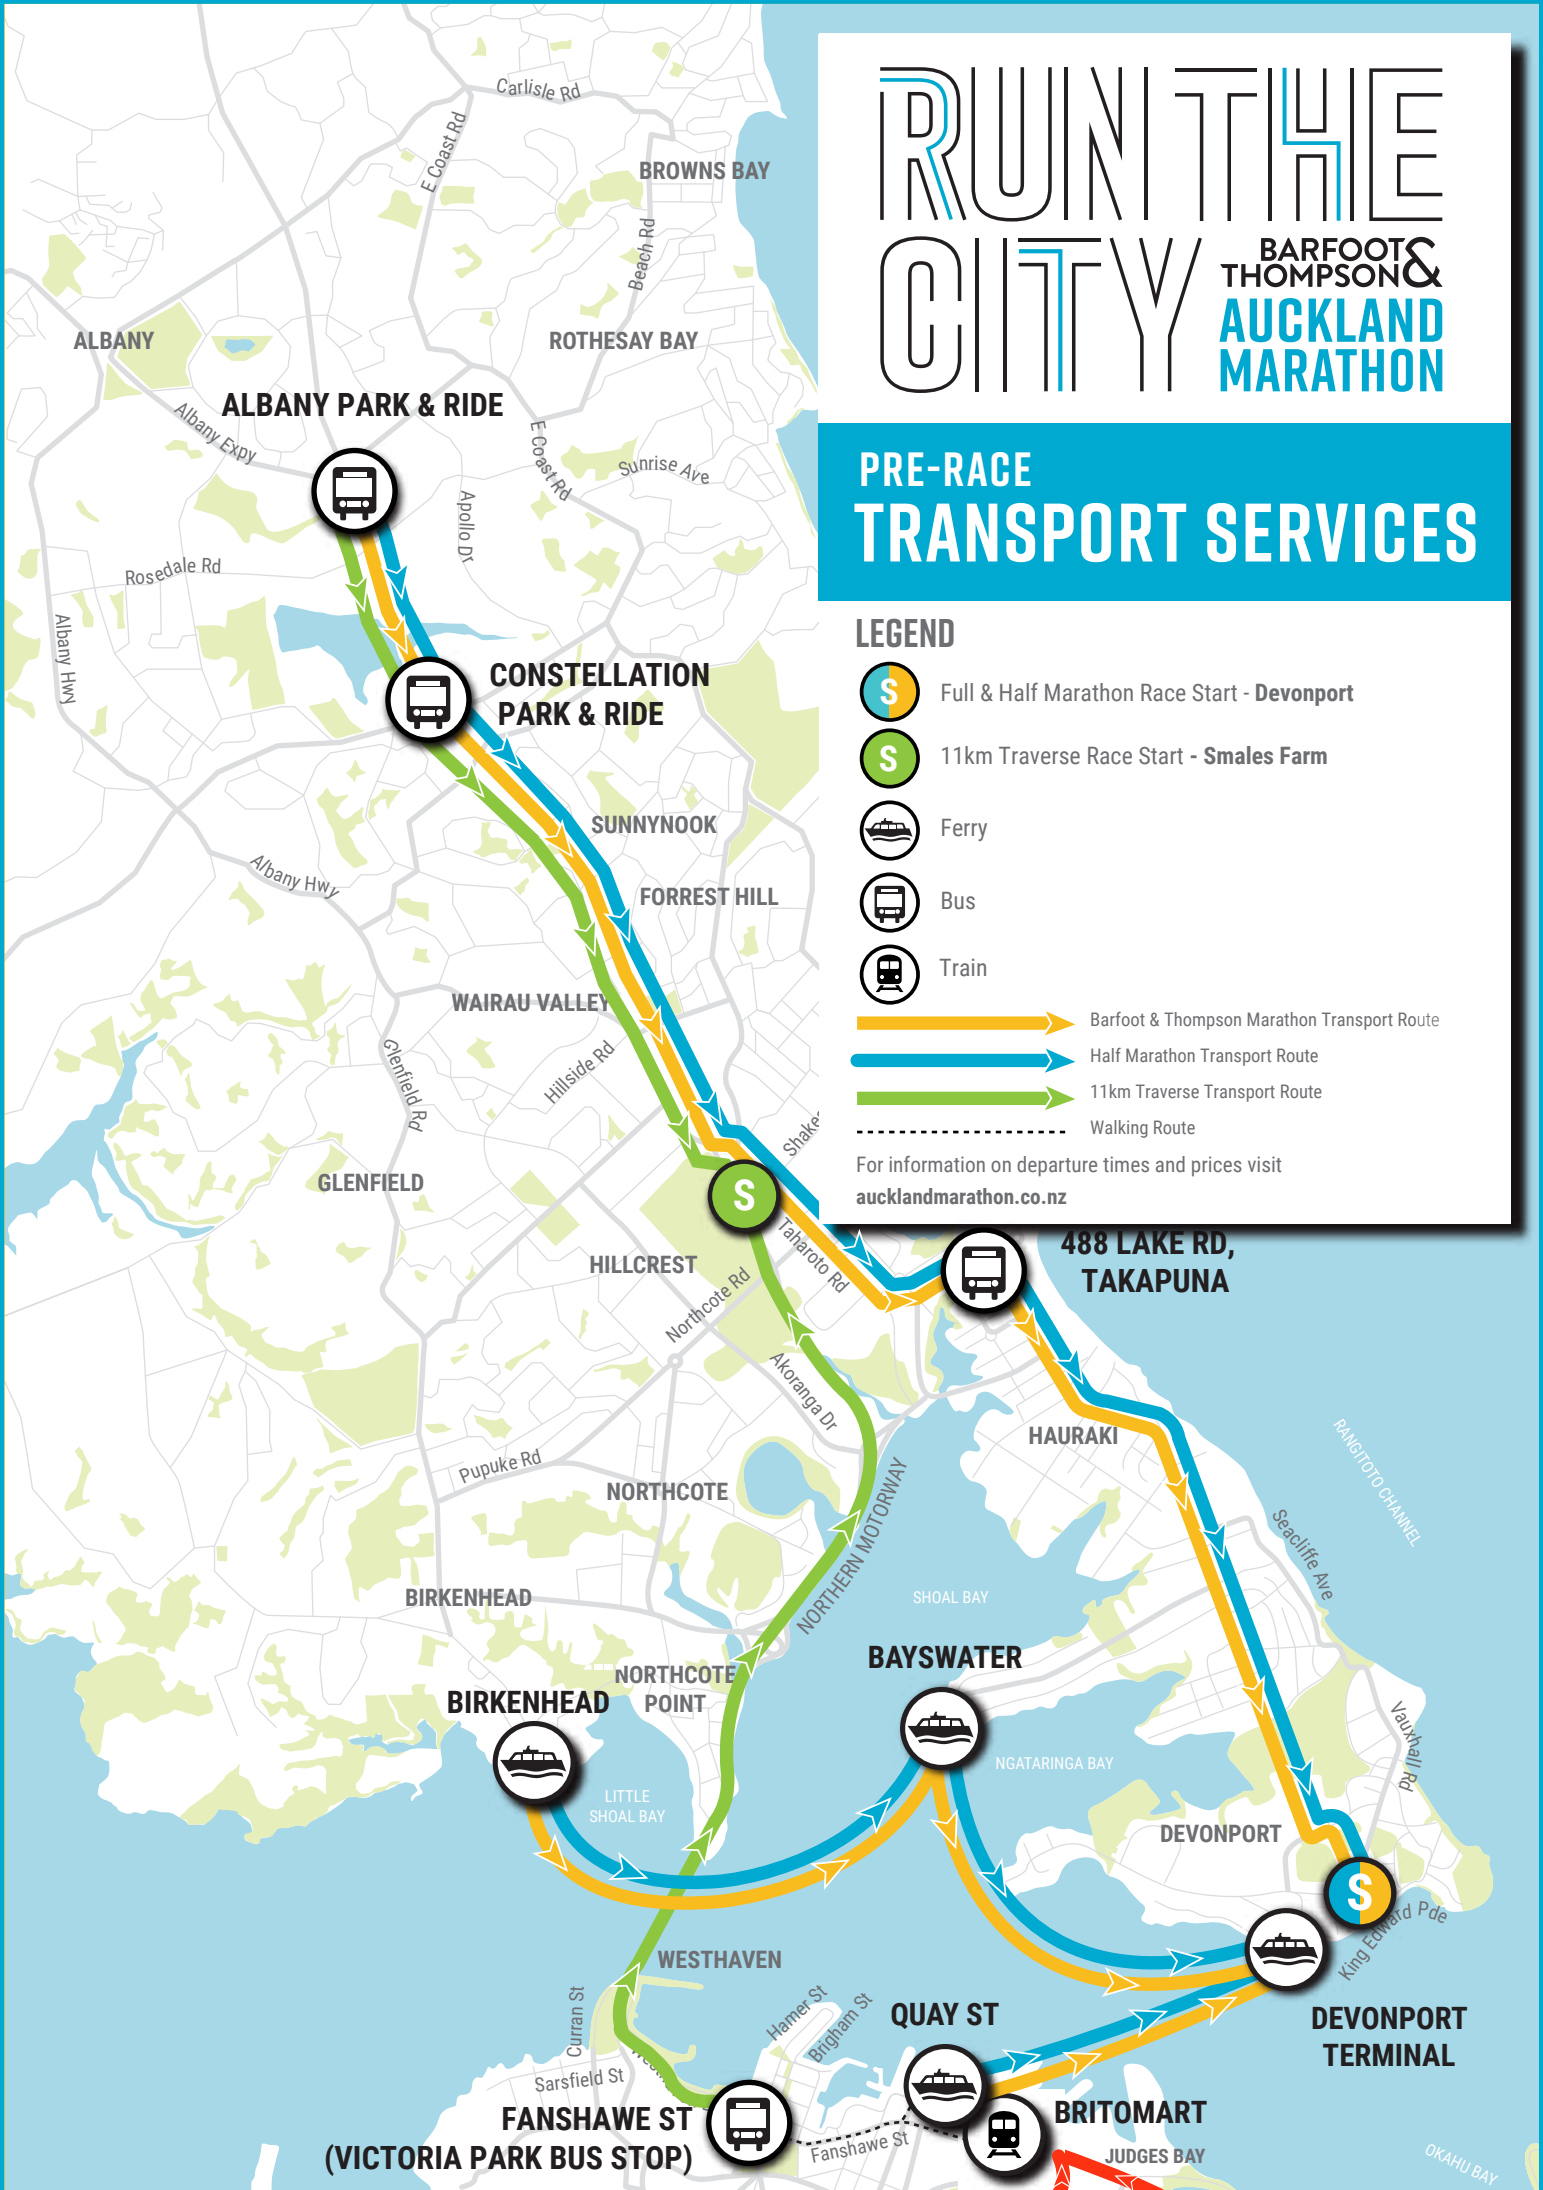 RUN THE
CITY
BARFOOT &
THOMPSON
AUCKLAND
MARATHON
PRE-RACE
TRANSPORT SERVICES
LEGEND
S
Full & Half Marathon Race Start - Devonport
S
11km Traverse Race Start - Smales Farm
Ferry
Bus
Train
Barfoot & Thompson Marathon Transport Route
Half Marathon Transport Route
11km Traverse Transport Route
Walking Route
For information on departure times and prices visit
aucklandmarathon.co.nz
Carlisle Rd
E Coast Rd
BROWNS BAY
Beach Rd
ALBANY
ROTHESAY BAY
ALBANY PARK & RIDE
Albany Expy
E Coast Rd
Sunrise Ave
Apollo Dr
Rosedale Rd
Albany Hwy
CONSTELLATION
PARK & RIDE
SUNNYNOOK
Albany Hwy
FORREST HILL
WAIRAU VALLEY
Glenfield Rd
Hillside Rd
GLENFIELD
S
HILLCREST
Taharoto Rd
Northcote Rd
488 LAKE RD,
TAKAPUNA
Akoranga Dr
HAURAKI
RANGITOTO CHANNEL
Pupuke Rd
NORTHCOTE
NORTHERN MOTORWAY
Seacliffe Ave
BIRKENHEAD
SHOAL BAY
BAYSWATER
NORTHCOTE
POINT
BIRKENHEAD
Vauxhall Rd
NGATARINGA BAY
LITTLE
SHOAL BAY
DEVONPORT
S
King Edward Pde
WESTHAVEN
Curran St
Hamer St
Brigham St
QUAY ST
DEVONPORT
TERMINAL
Sarsfield St
FANSHAWE ST
(VICTORIA PARK BUS STOP)
Fanshawe St
BRITOMART
JUDGES BAY
OKAHU BAY